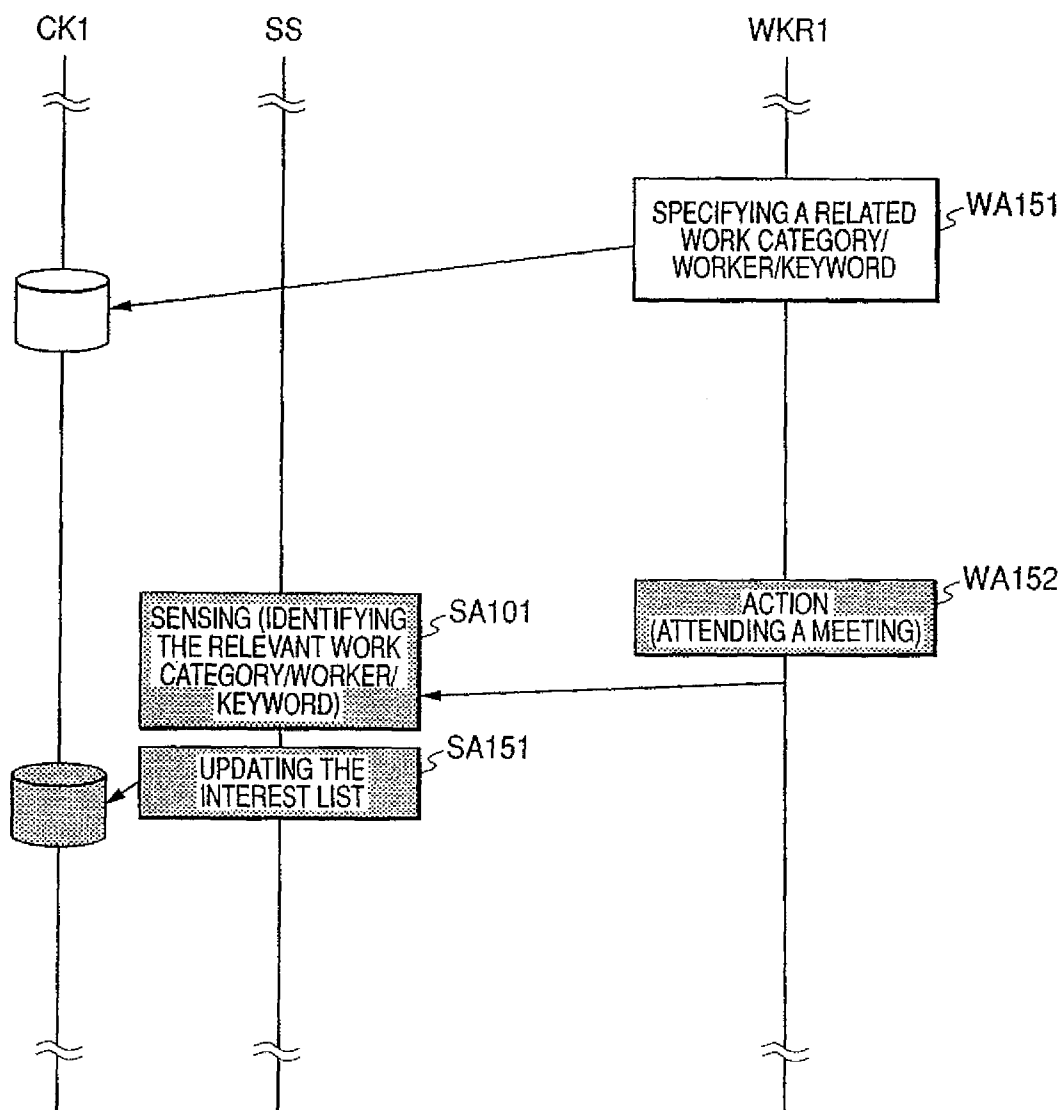 CK1
SS
WKR1
SPECIFYING A RELATED
WORK CATEGORY/
WORKER/KEYWORD
WA151
ACTION
(ATTENDING A MEETING)
WA152
SENSING (IDENTIFYING
THE RELEVANT WORK
CATEGORY/WORKER/
KEYWORD)
SA101
UPDATING THE
INTEREST LIST
SA151